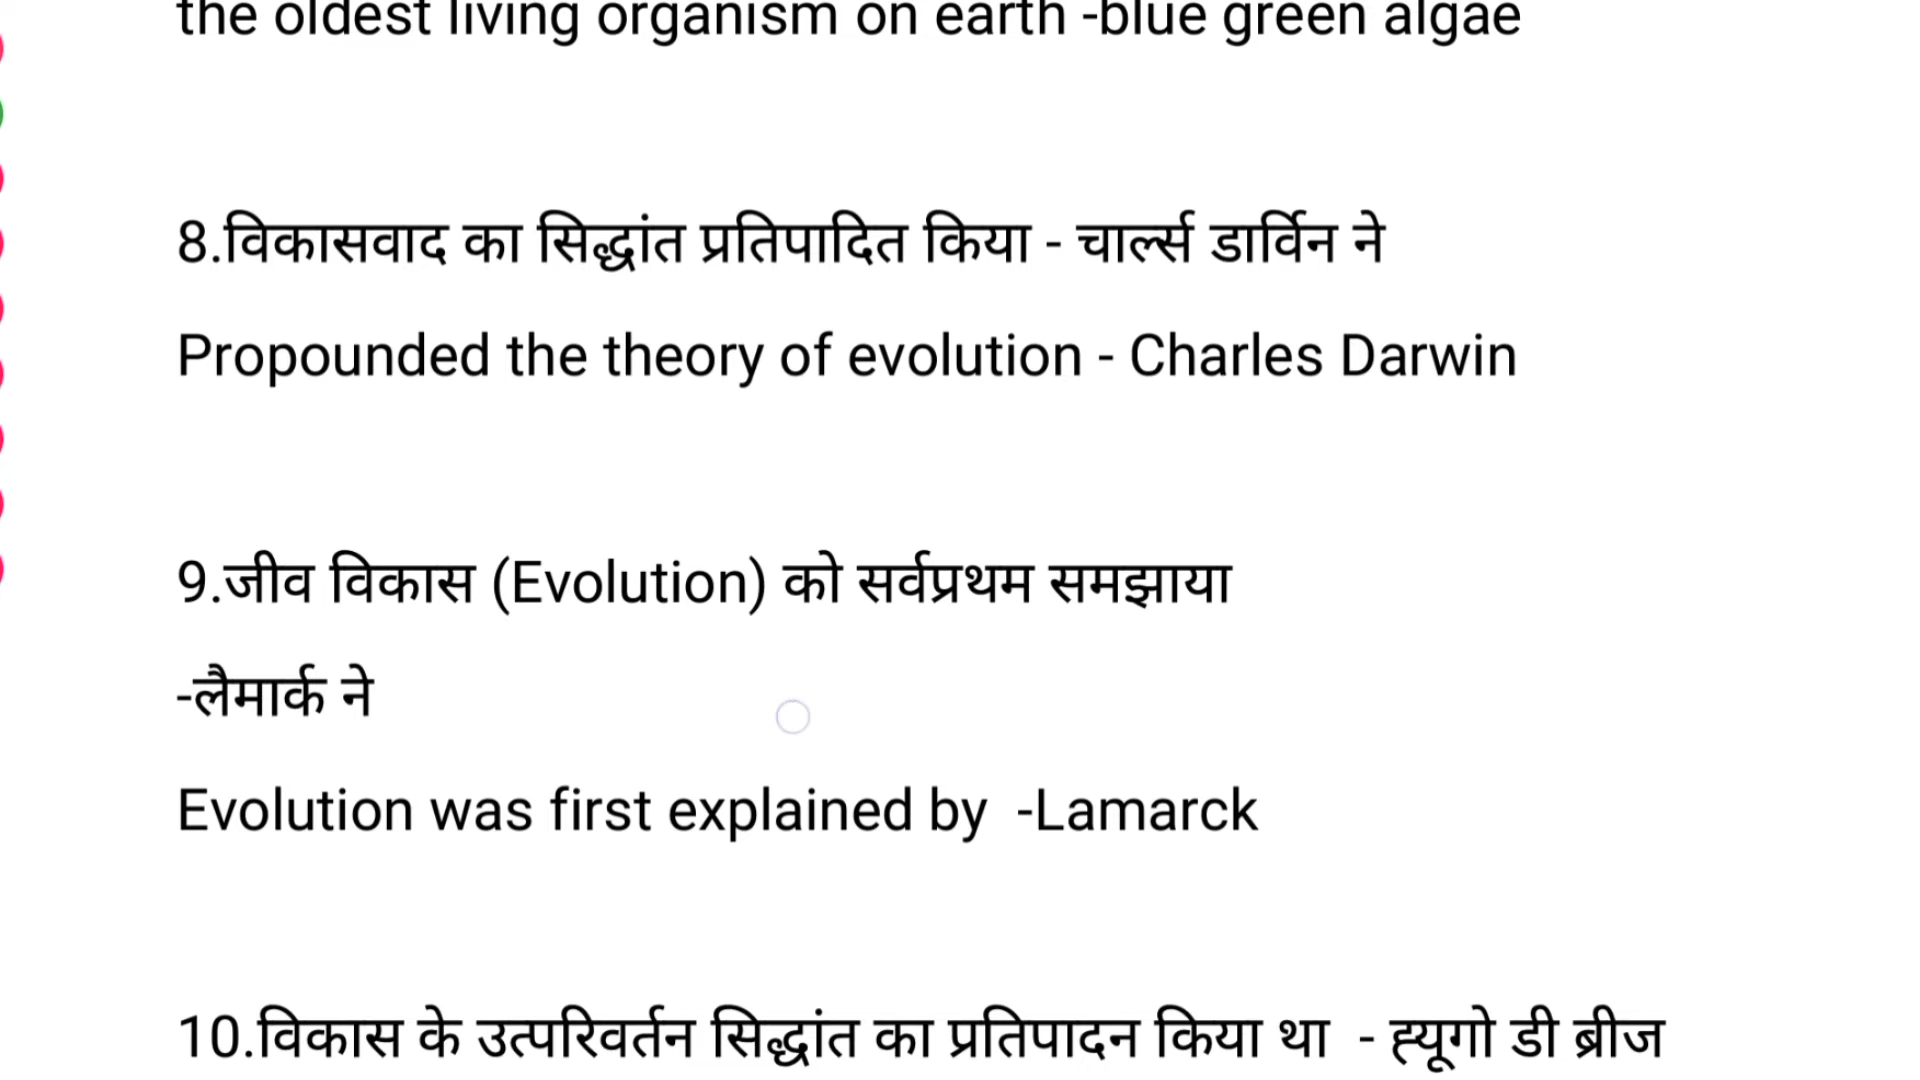 the oldest living organism on earth -blue green algae
8.विकासवाद का सिद्धांत प्रतिपादित किया - चार्ल्स डार्विन ने
Propounded the theory of evolution - Charles Darwin
9.जीव विकास (Evolution) को सर्वप्रथम समझाया
-लैमार्क ने
Evolution was first explained by  -Lamarck
10.विकास के उत्परिवर्तन सिद्धांत का प्रतिपादन किया था  - ह्यूगो डी ब्रीज